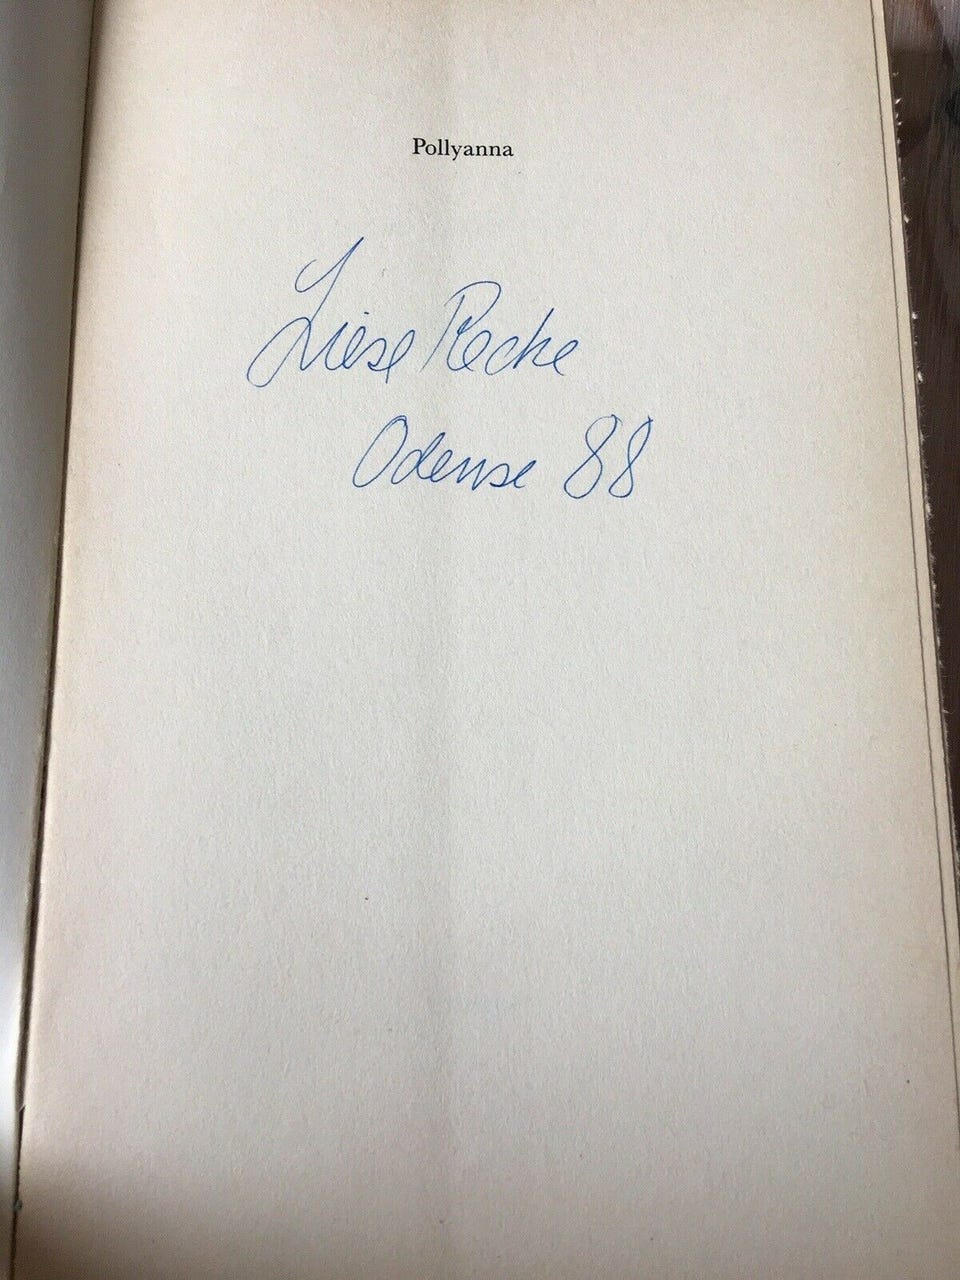 Pollyanna
Liese Recke
Odense 88